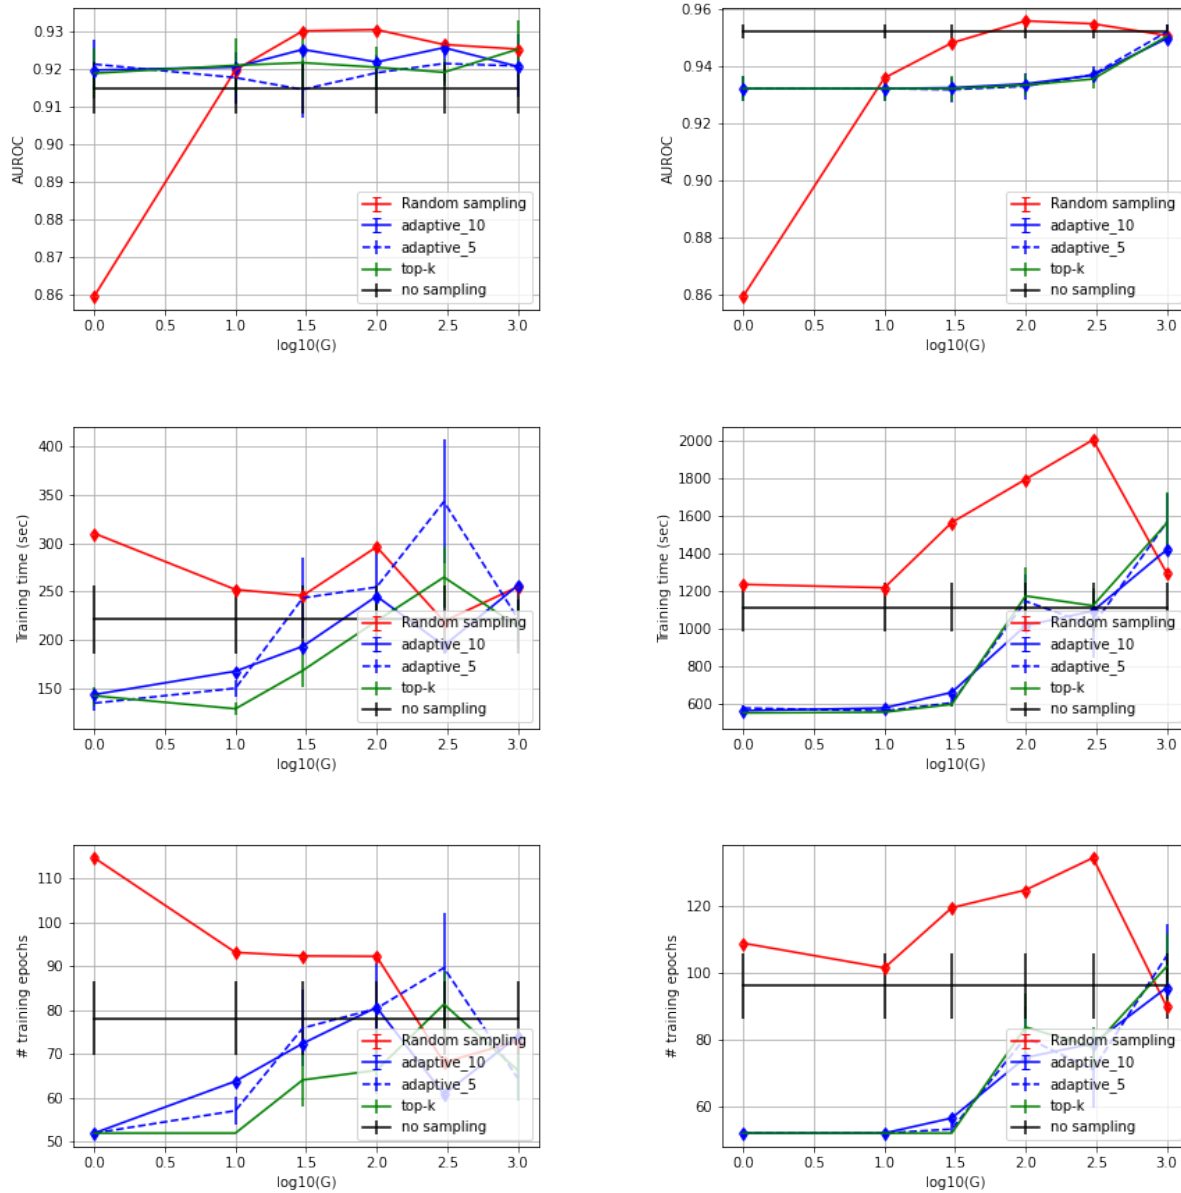 0.93
0.92
0.91
0.90
0.89
0.88
0.87
0.86
AUROC
0.0 0.5 1.0 1.5 2.0 2.5 3.0
log10(G)
Random sampling
adaptive_10
adaptive_5
top-k
no sampling
0.96
0.94
0.92
0.90
0.88
0.86
AUROC
0.0 0.5 1.0 1.5 2.0 2.5 3.0
log10(G)
Random sampling
adaptive_10
adaptive_5
top-k
no sampling
400
350
300
250
200
150
Training time (sec)
0.0 0.5 1.0 1.5 2.0 2.5 3.0
log10(G)
Random sampling
adaptive_10
adaptive_5
top-k
no sampling
2000
1800
1600
1400
1200
1000
800
600
Training time (sec)
0.0 0.5 1.0 1.5 2.0 2.5 3.0
log10(G)
Random sampling
adaptive_10
adaptive_5
top-k
no sampling
110
100
90
80
70
60
50
# training epochs
0.0 0.5 1.0 1.5 2.0 2.5 3.0
log10(G)
Random sampling
adaptive_10
adaptive_5
top-k
no sampling
120
100
80
60
# training epochs
0.0 0.5 1.0 1.5 2.0 2.5 3.0
log10(G)
Random sampling
adaptive_10
adaptive_5
top-k
no sampling